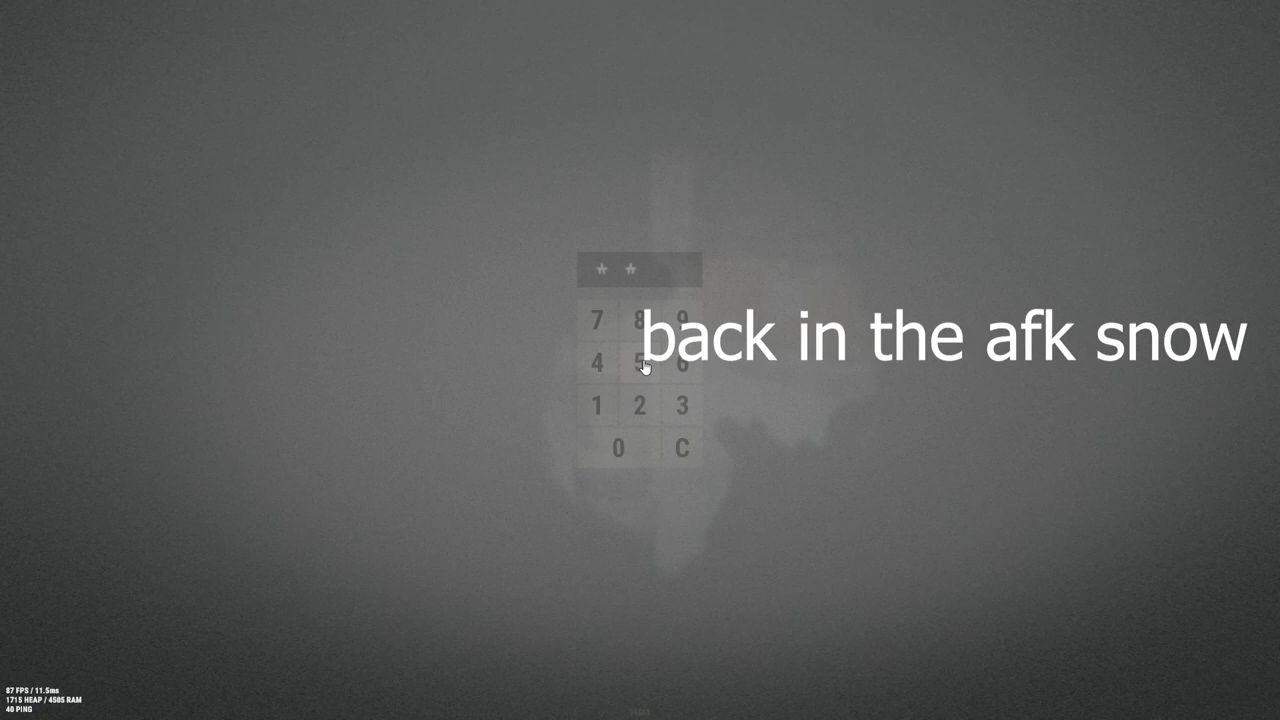 * *
7 8 9
back in the afk snow
4 5 6
1 2 3
0 C
87 FPS / 11.5ms
1715 HEAP / 4505 RAM
40 PING